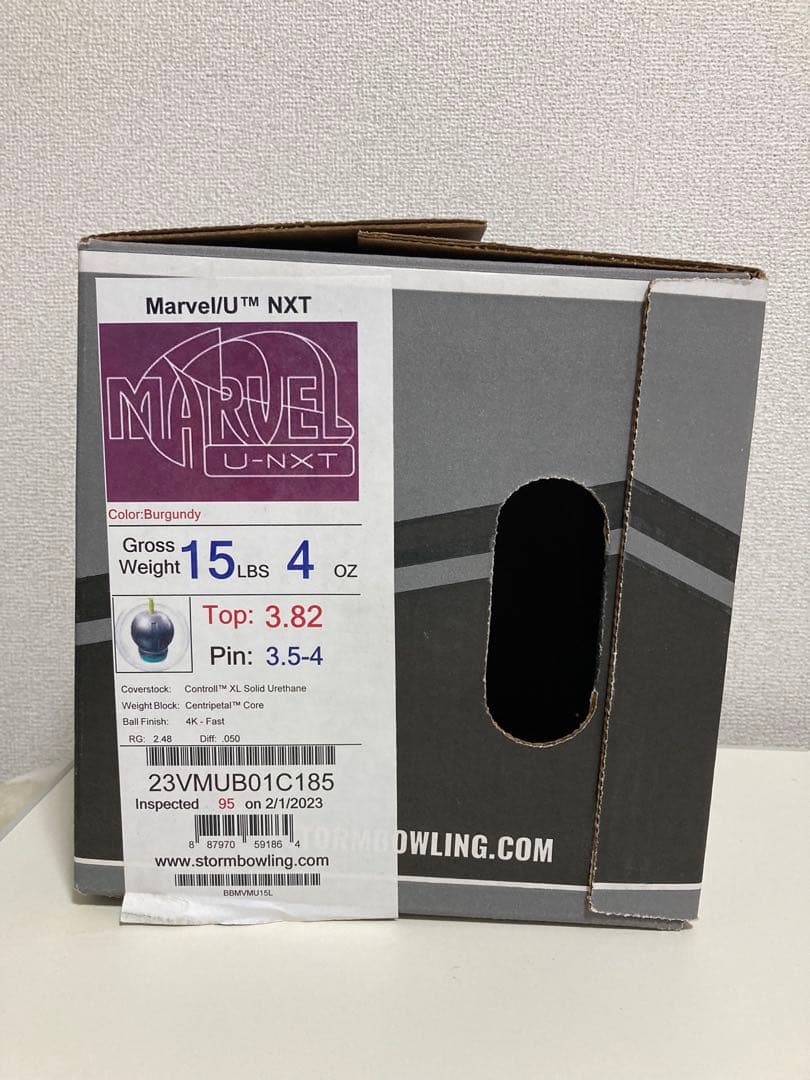 Marvel/U™ NXT
MARVEL
U-NXT
Color:Burgundy
Gross Weight 15 LBS 4 OZ
Top: 3.82
Pin: 3.5-4
Coverstock: Controll™ XL Solid Urethane
Weight Block: Centripetal™ Core
Ball Finish: 4K - Fast
RG: 2.48 Diff: .050
23VMUB01C185
Inspected 95 on 2/1/2023
8 87970 59186 4
www.stormbowling.com
BBMVMU15L
STORMBOWLING.COM